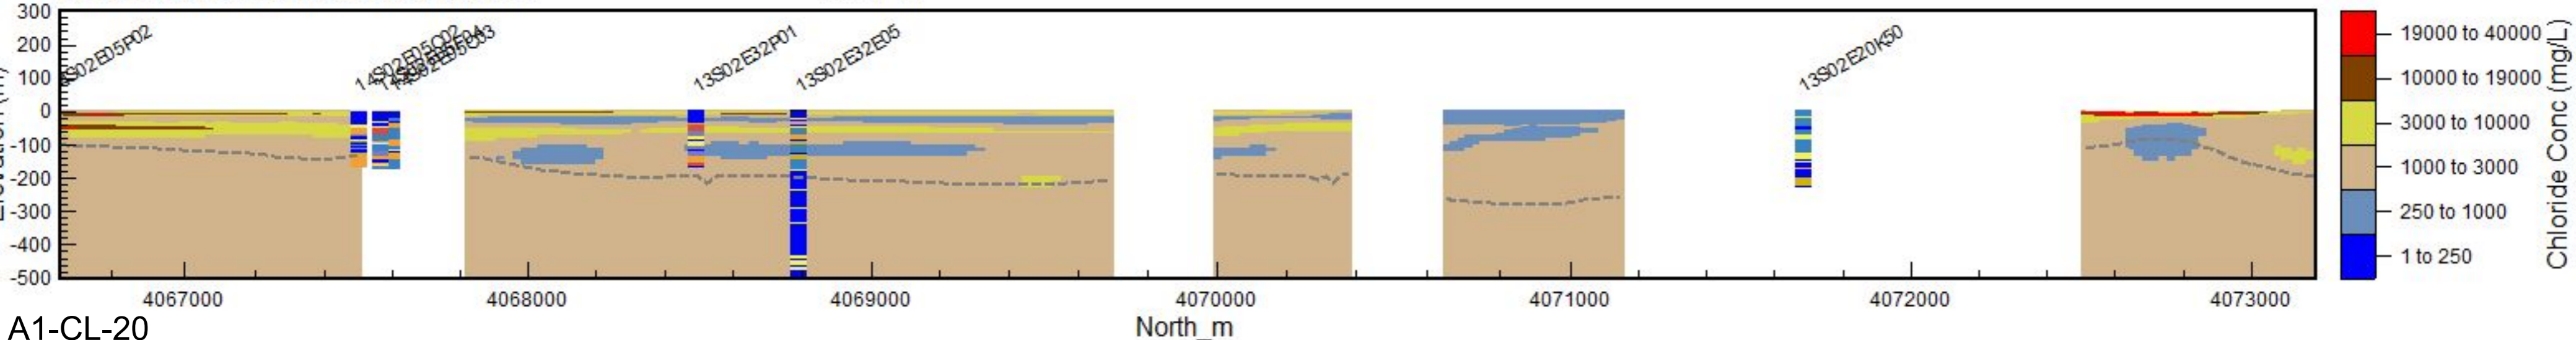 300
200
100
0
-100
-200
-300
-400
-500
S02E05P02
13S02E32P01
13S02E32E05
13S02E20K50
4067000
4068000
4069000
4070000
4071000
4072000
4073000
North_m
A1-CL-20
19000 to 40000
10000 to 19000
3000 to 10000
1000 to 3000
250 to 1000
1 to 250
Chloride Conc (mg/L)